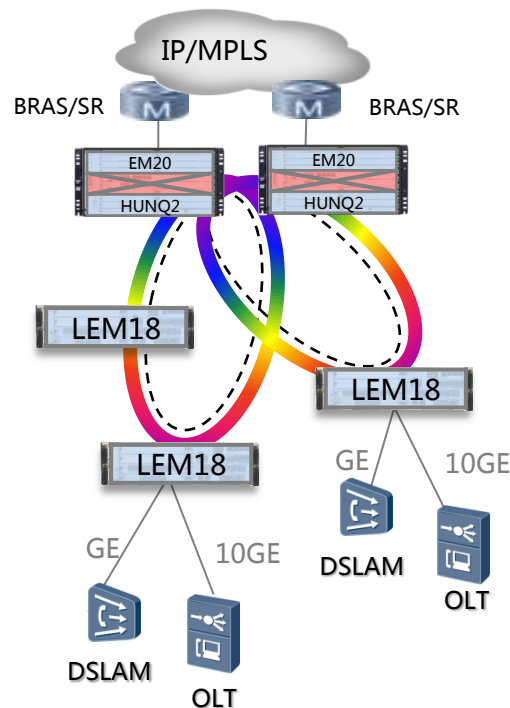 IP/MPLS
BRAS/SR
BRAS/SR
EM20
HUNQ2
EM20
HUNQ2
LEM18
LEM18
LEM18
GE
10GE
DSLAM
OLT
GE
10GE
DSLAM
OLT